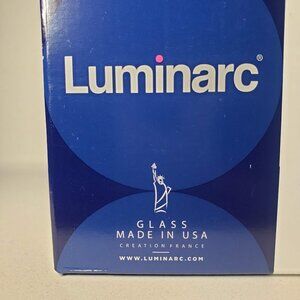 Luminarc®
GLASS
MADE IN USA
CREATION FRANCE
WWW.LUMINARC.COM